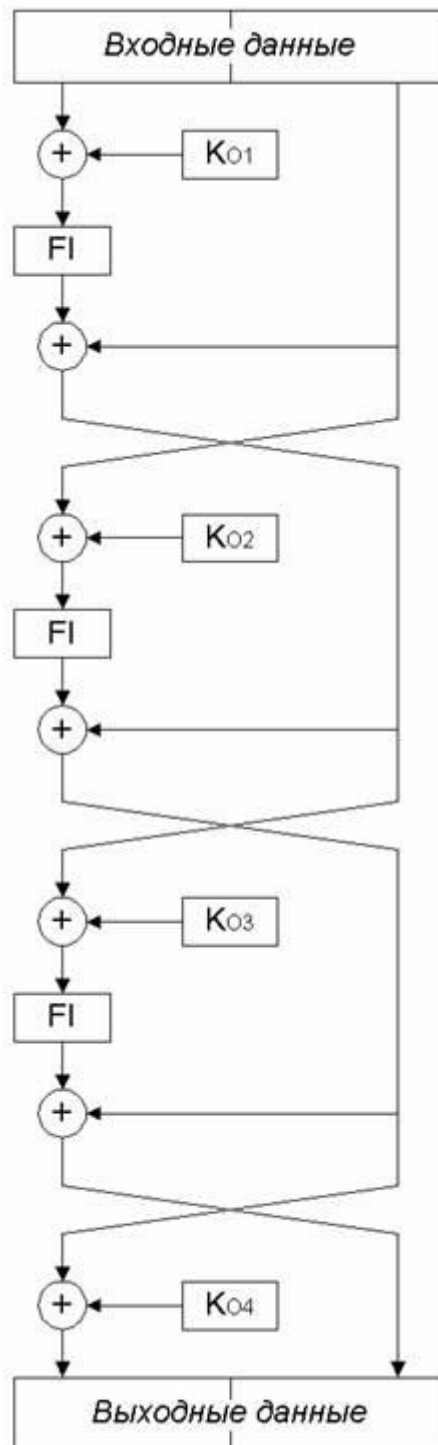 Входные данные
+
KO1
FI
+
+
KO2
FI
+
+
KO3
FI
+
+
KO4
Выходные данные